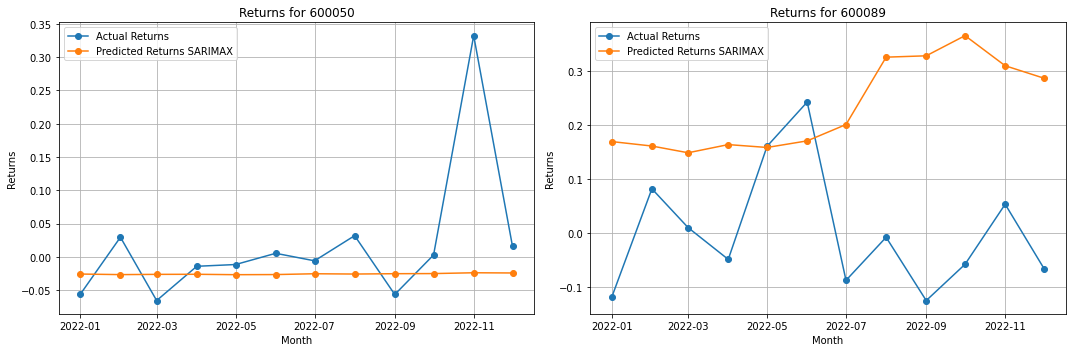 Returns for 600050
Actual Returns
Predicted Returns SARIMAX
0.35
0.30
0.25
0.20
0.15
0.10
0.05
0.00
−0.05
Returns
2022-01
2022-03
2022-05
2022-07
2022-09
2022-11
Month
Returns for 600089
Actual Returns
Predicted Returns SARIMAX
0.3
0.2
0.1
0.0
−0.1
Returns
2022-01
2022-03
2022-05
2022-07
2022-09
2022-11
Month